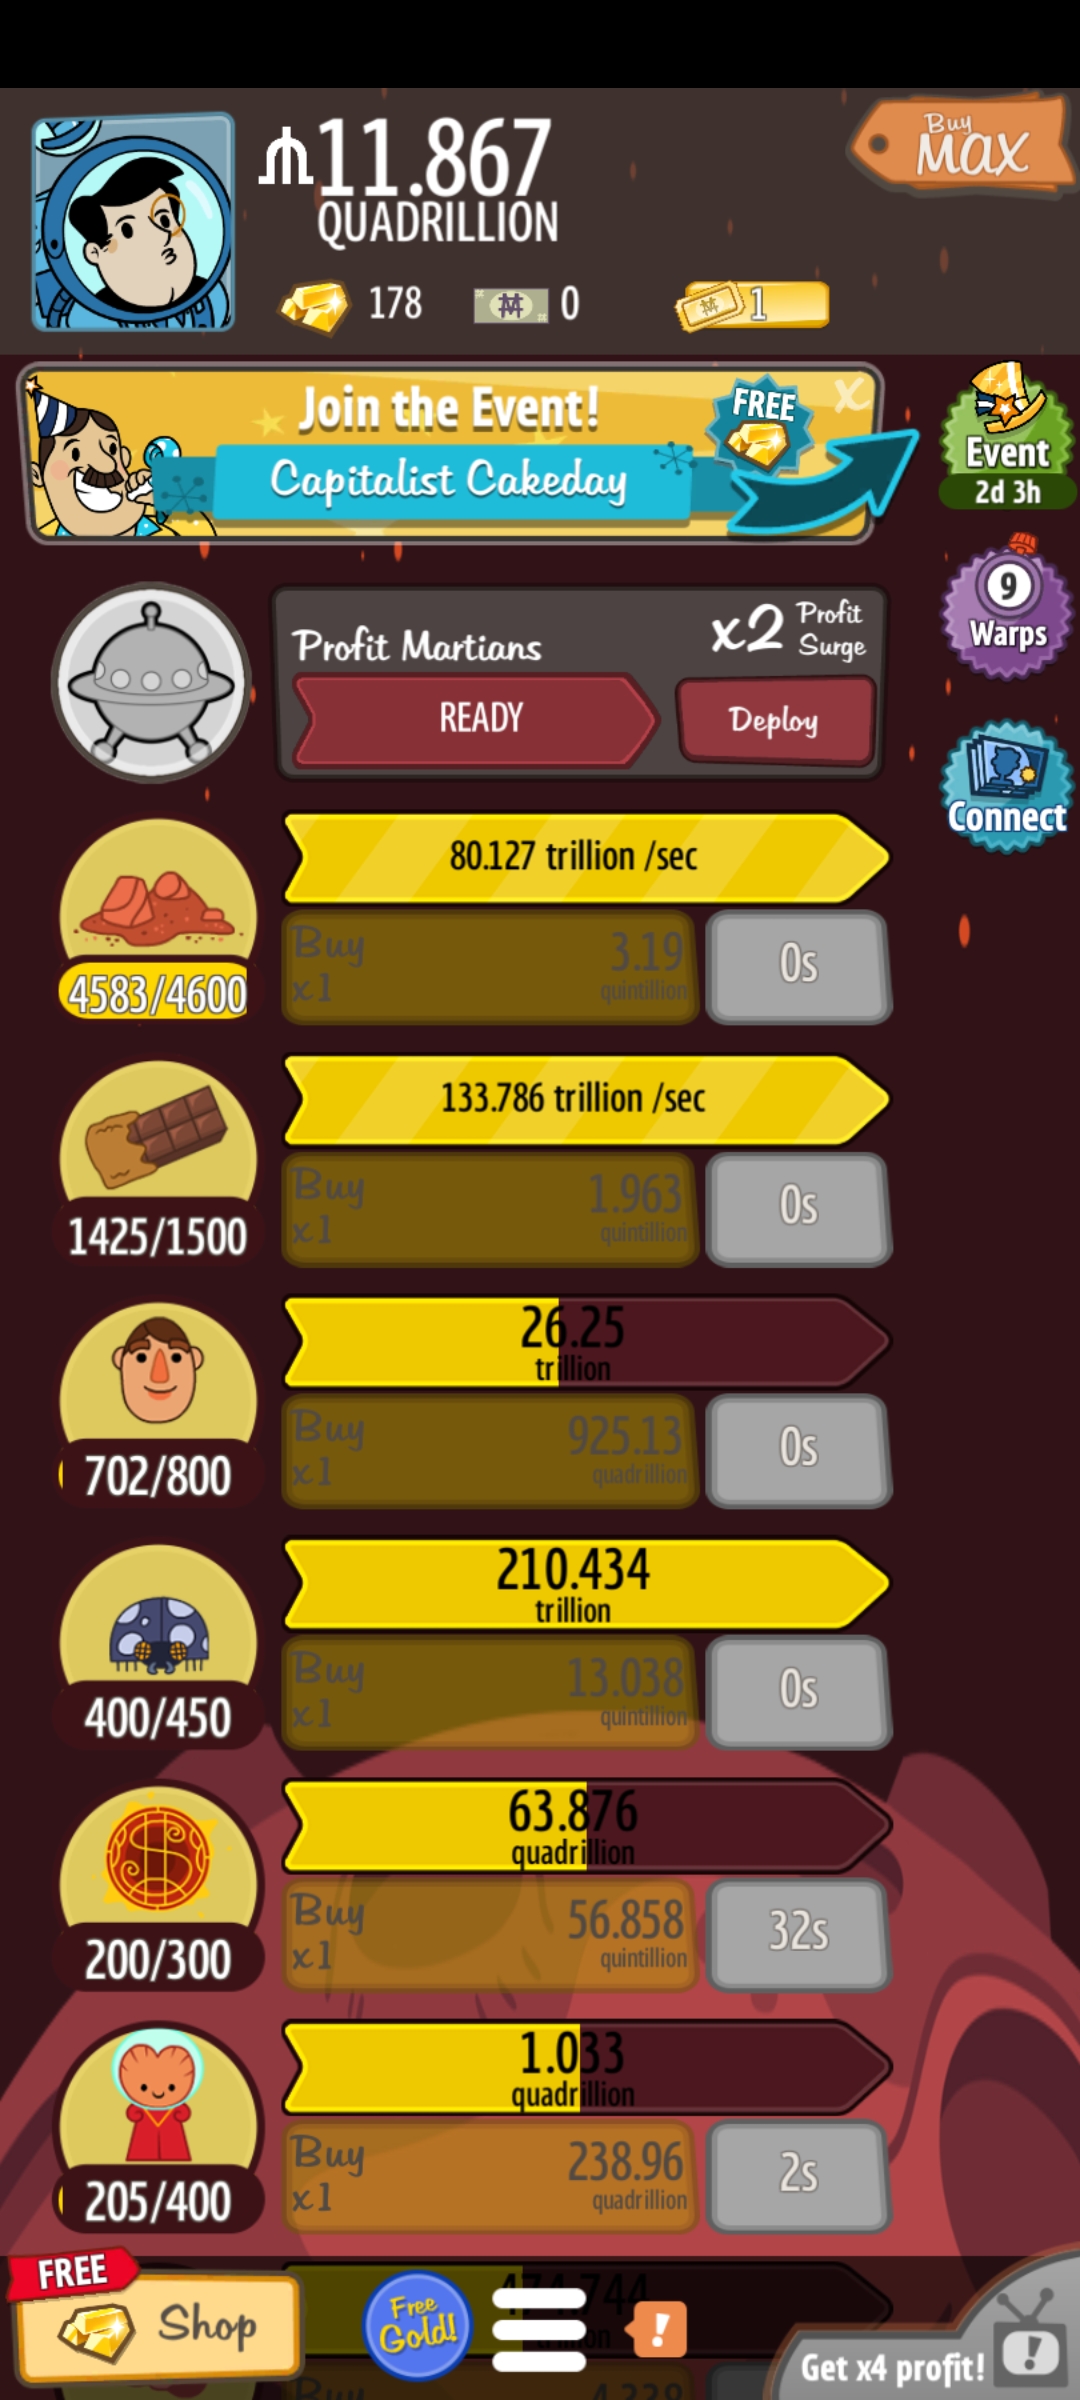 11.867
QUADRILLION
Buy
MAX
178
0
1
Join the Event!
Capitalist Cakeday
FREE
x
Event
2d 3h
9
Warps
Connect
Profit Martians
x2 Profit Surge
READY
Deploy
80.127 trillion /sec
4583/4600
Buy x1
3.19 quintillion
0s
133.786 trillion /sec
1425/1500
Buy x1
1.963 quintillion
0s
26.25
trillion
702/800
Buy x1
925.13 quadrillion
0s
210.434
trillion
400/450
Buy x1
13.038 quintillion
0s
63.876
quadrillion
200/300
Buy x1
56.858 quintillion
32s
1.033
quadrillion
205/400
Buy x1
238.96 quadrillion
2s
FREE
Shop
Free
Gold!
!
Get x4 profit!
!